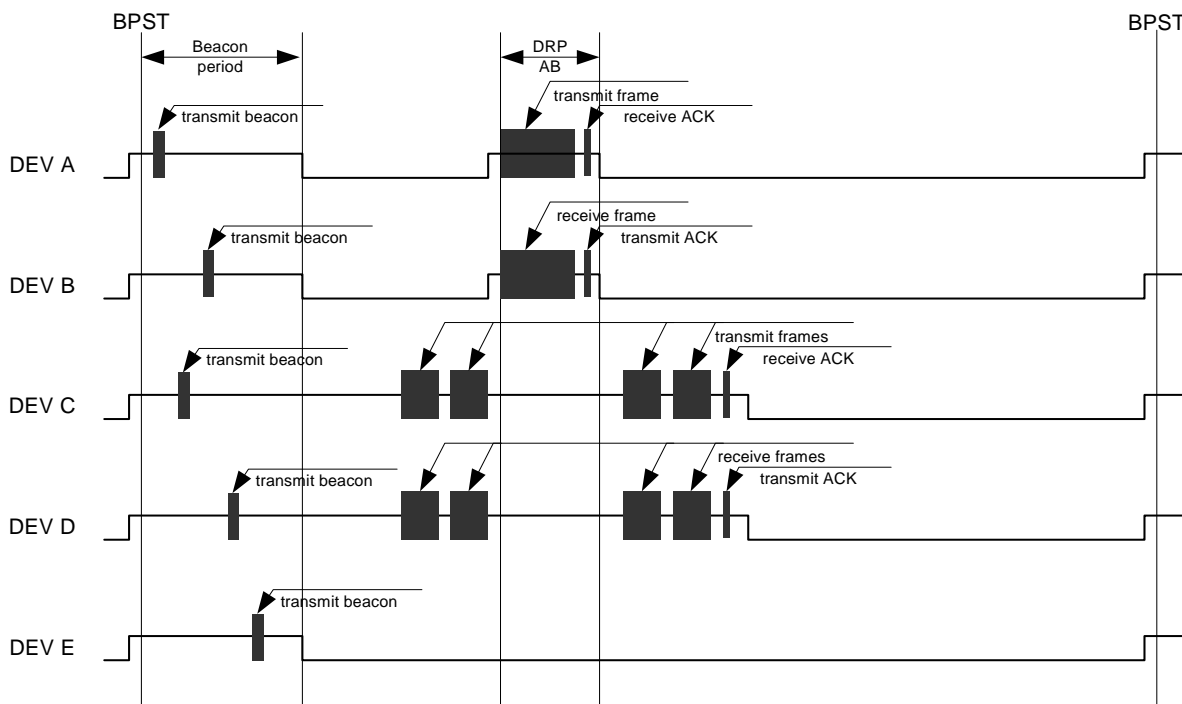 BPST
BPST
Beacon
period
DRP
AB
transmit frame
transmit beacon
receive ACK
DEV A
receive frame
transmit beacon
transmit ACK
DEV B
transmit frames
transmit beacon
receive ACK
DEV C
receive frames
transmit beacon
transmit ACK
DEV D
transmit beacon
DEV E